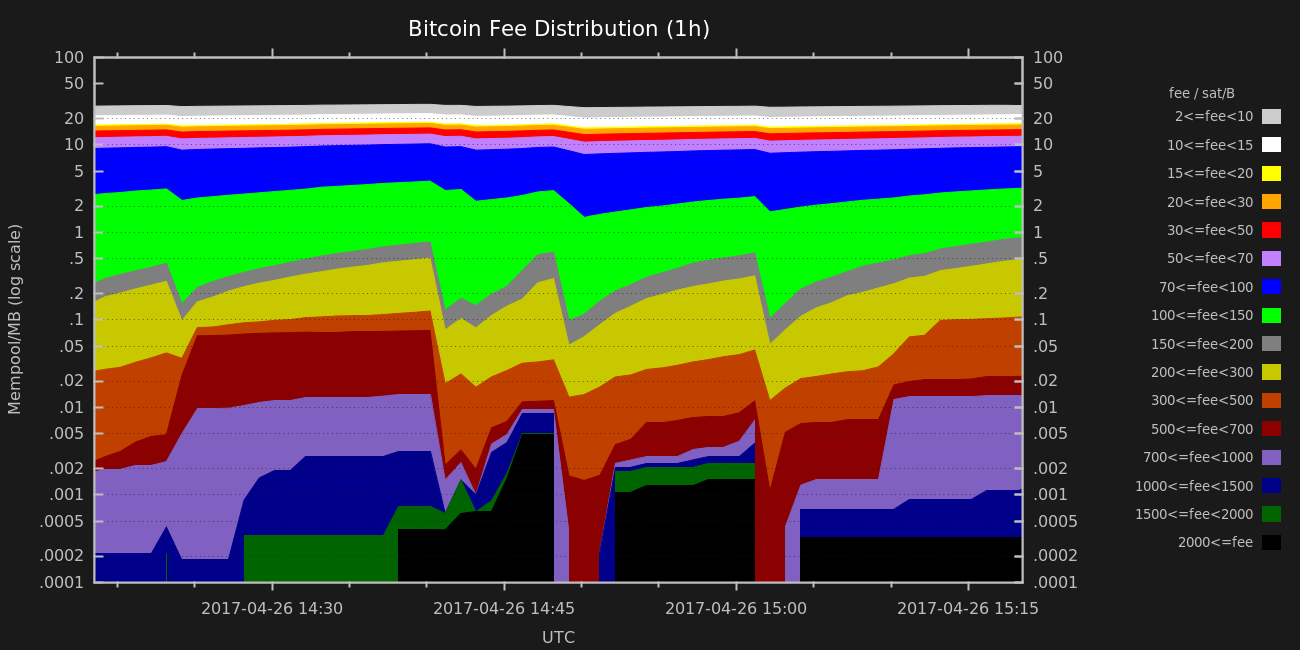 Bitcoin Fee Distribution (1h)
100 100
50 50
20 20
10 10
5 5
2 2
1 1
.5 .5
.2 .2
.1 .1
.05 .05
.02 .02
.01 .01
.005 .005
.002 .002
.001 .001
.0005 .0005
.0002 .0002
.0001 .0001
Mempool/MB (log scale)
2017-04-26 14:30 2017-04-26 14:45 2017-04-26 15:00 2017-04-26 15:15
UTC
fee / sat/B
2<=fee<10
10<=fee<15
15<=fee<20
20<=fee<30
30<=fee<50
50<=fee<70
70<=fee<100
100<=fee<150
150<=fee<200
200<=fee<300
300<=fee<500
500<=fee<700
700<=fee<1000
1000<=fee<1500
1500<=fee<2000
2000<=fee